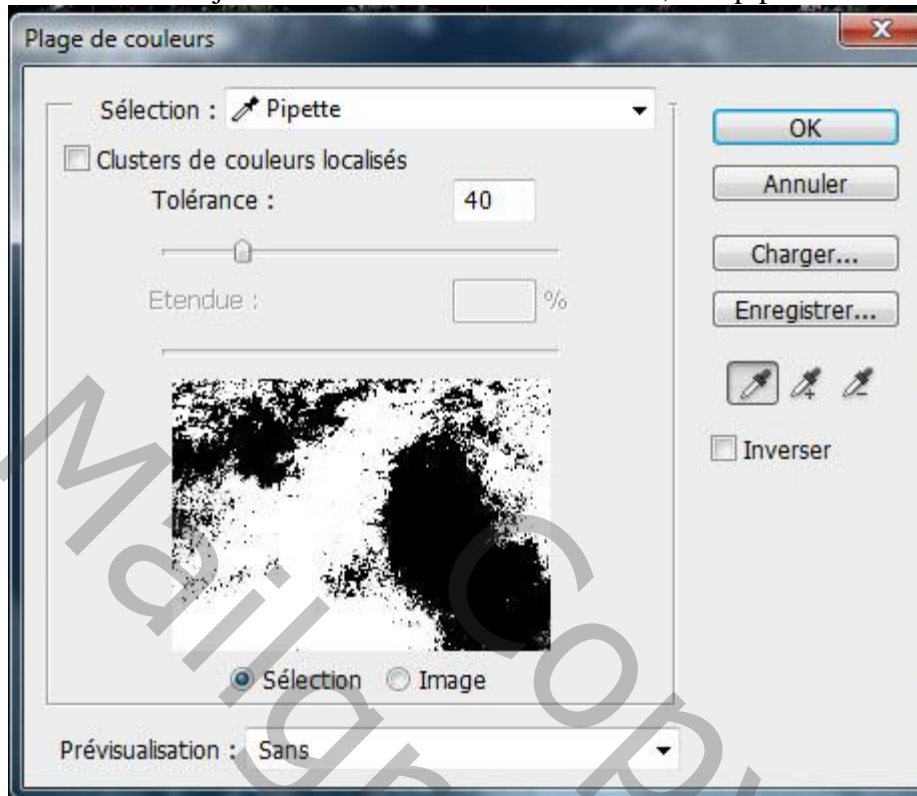 Plage de couleurs
Sélection : Pipette
Clusters de couleurs localisés
Tolérance : 40
Etendue : %
Sélection Image
Prévisualisation : Sans
OK
Annuler
Charger...
Enregistrer...
Inverser